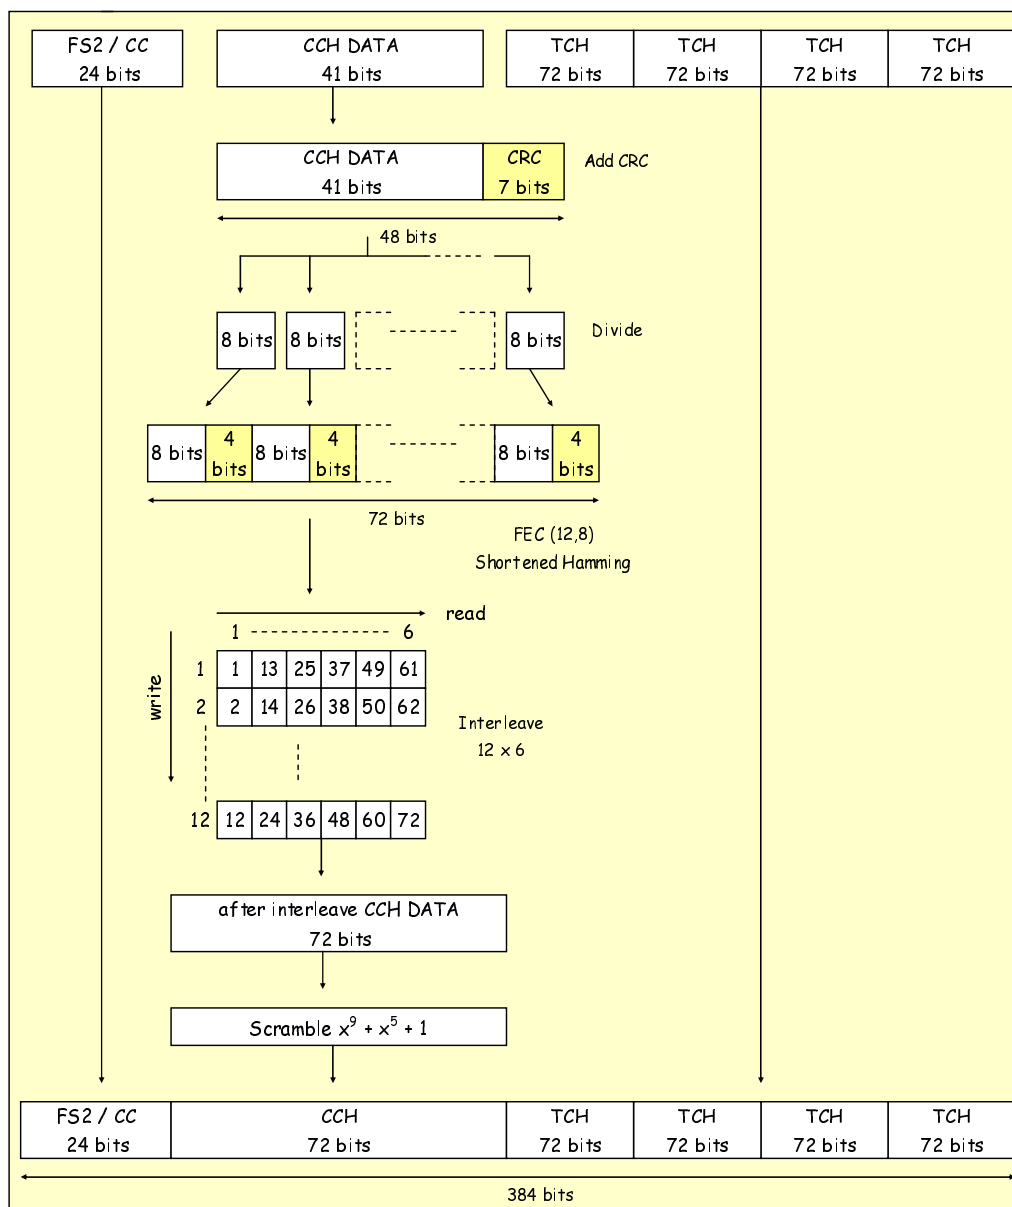 FS2 / CC
24 bits
CCH DATA
41 bits
TCH
72 bits
TCH
72 bits
TCH
72 bits
TCH
72 bits
CCH DATA
41 bits
CRC
7 bits
Add CRC
48 bits
8 bits
8 bits
8 bits
Divide
8 bits
4
bits
8 bits
4
bits
8 bits
4
bits
72 bits
FEC (12,8)
Shortened Hamming
read
1 6
write
1 1 13 25 37 49 61
2 2 14 26 38 50 62
Interleave
12 x 6
12 12 24 36 48 60 72
after interleave CCH DATA
72 bits
Scramble x⁹ + x⁵ + 1
FS2 / CC
24 bits
CCH
72 bits
TCH
72 bits
TCH
72 bits
TCH
72 bits
TCH
72 bits
384 bits